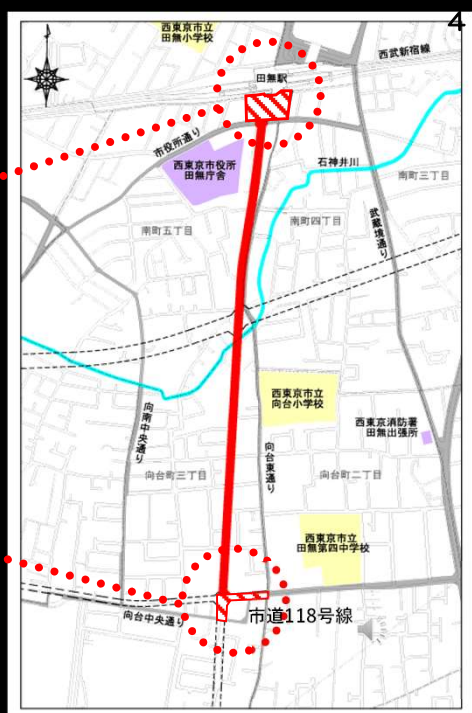 4
西東京市立
田無小学校
西武新宿線
田無駅
市役所通り
西東京市役所
田無庁舎
石神井川
南町三丁目
南町五丁目
南町四丁目
武蔵境通り
西東京市立
向台小学校
西東京消防署
田無出張所
向南中央通り
向台東通り
向台町三丁目
向台町二丁目
西東京市立
田無第四中学校
向台中央通り
市道118号線